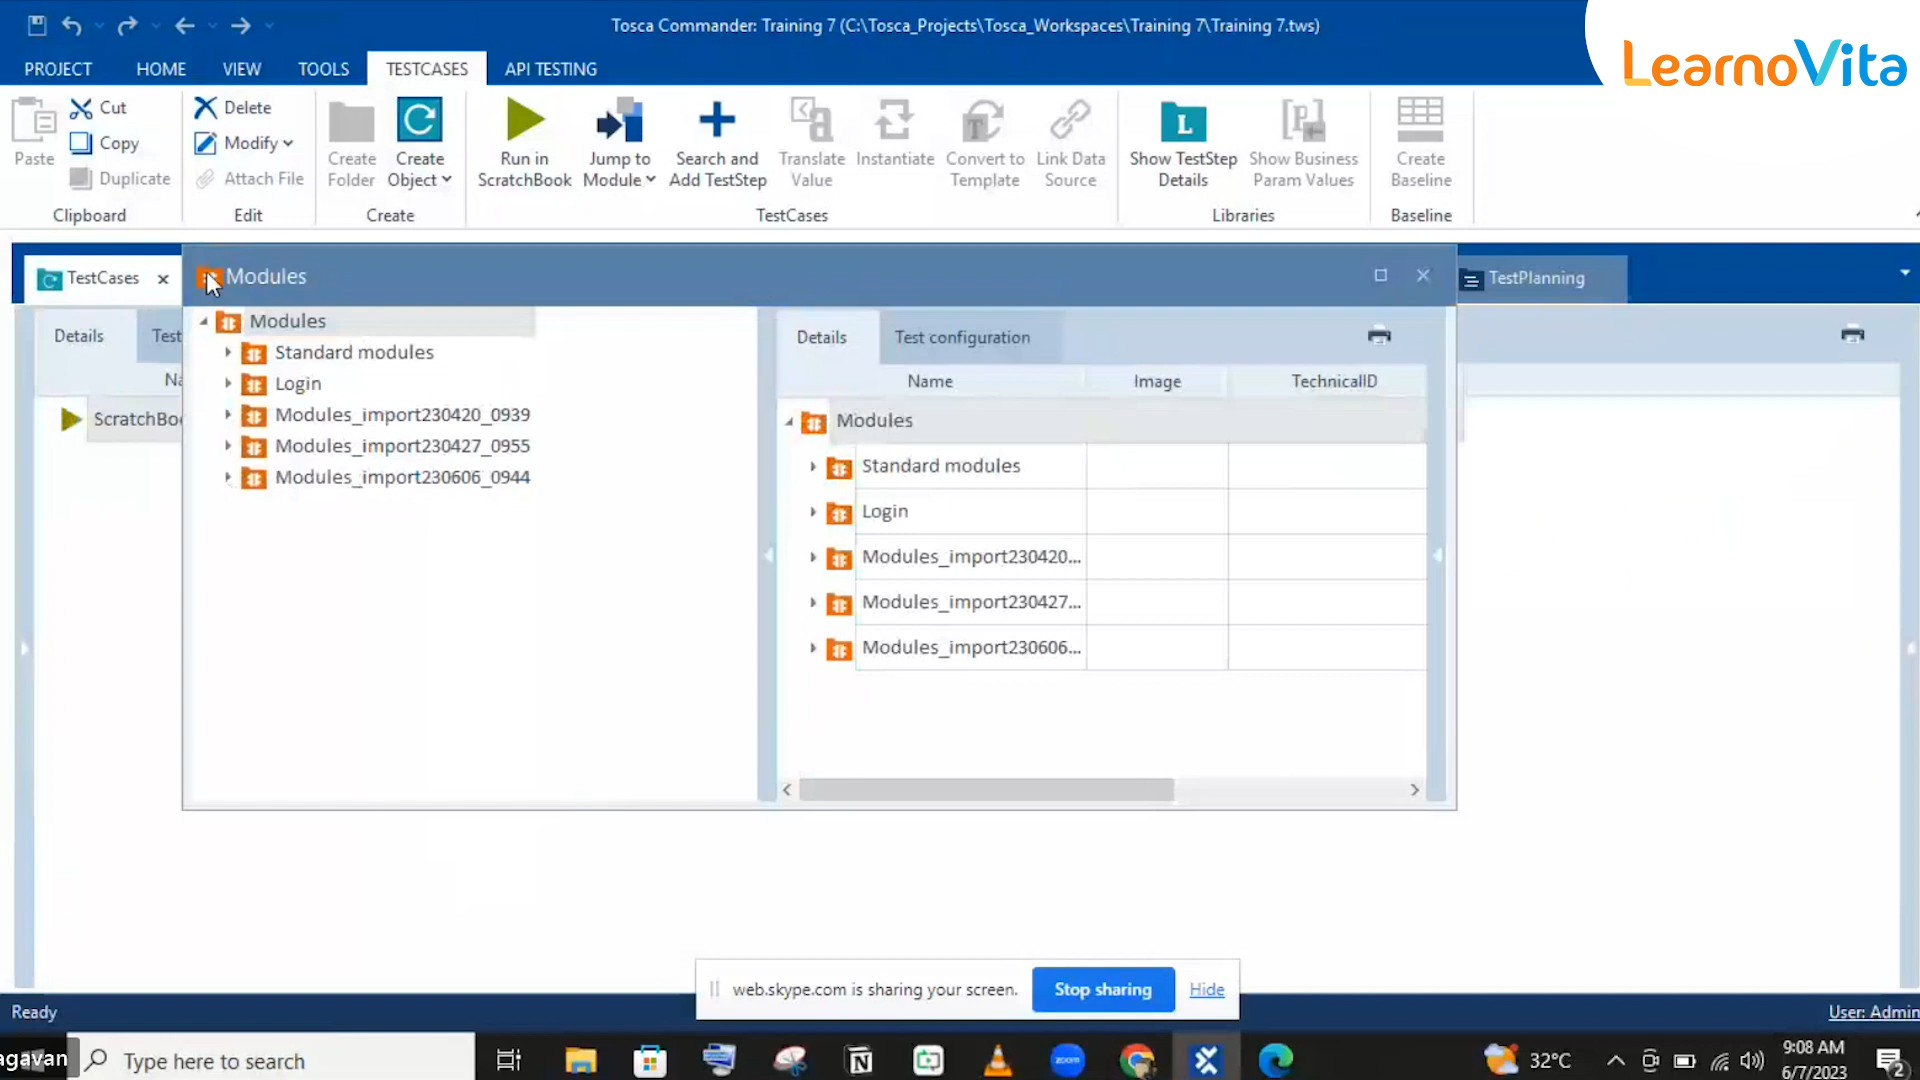 Tosca Commander: Training 7 (C:\Tosca_Projects\Tosca_Workspaces\Training 7\Training 7.tws)
LearnoVita
PROJECT HOME VIEW TOOLS TESTCASES API TESTING
Paste
Cut
Copy
Duplicate
Clipboard
Delete
Modify
Attach File
Edit
Create Folder
Create Object
Create
Run in ScratchBook
Jump to Module
Search and Add TestStep
Translate Value
Instantiate
Convert to Template
Link Data Source
TestCases
Show TestStep Details
Show Business Param Values
Libraries
Create Baseline
Baseline
TestCases
Modules
TestPlanning
Details
Test
ScratchBoo
Modules
Standard modules
Login
Modules_import230420_0939
Modules_import230427_0955
Modules_import230606_0944
Details Test configuration
Name Image TechnicalID
Modules
Standard modules
Login
Modules_import230420...
Modules_import230427...
Modules_import230606...
web.skype.com is sharing your screen. Stop sharing Hide
Ready
User: Admin
agavan
Type here to search
zoom
32°C
9:08 AM
6/7/2023
2